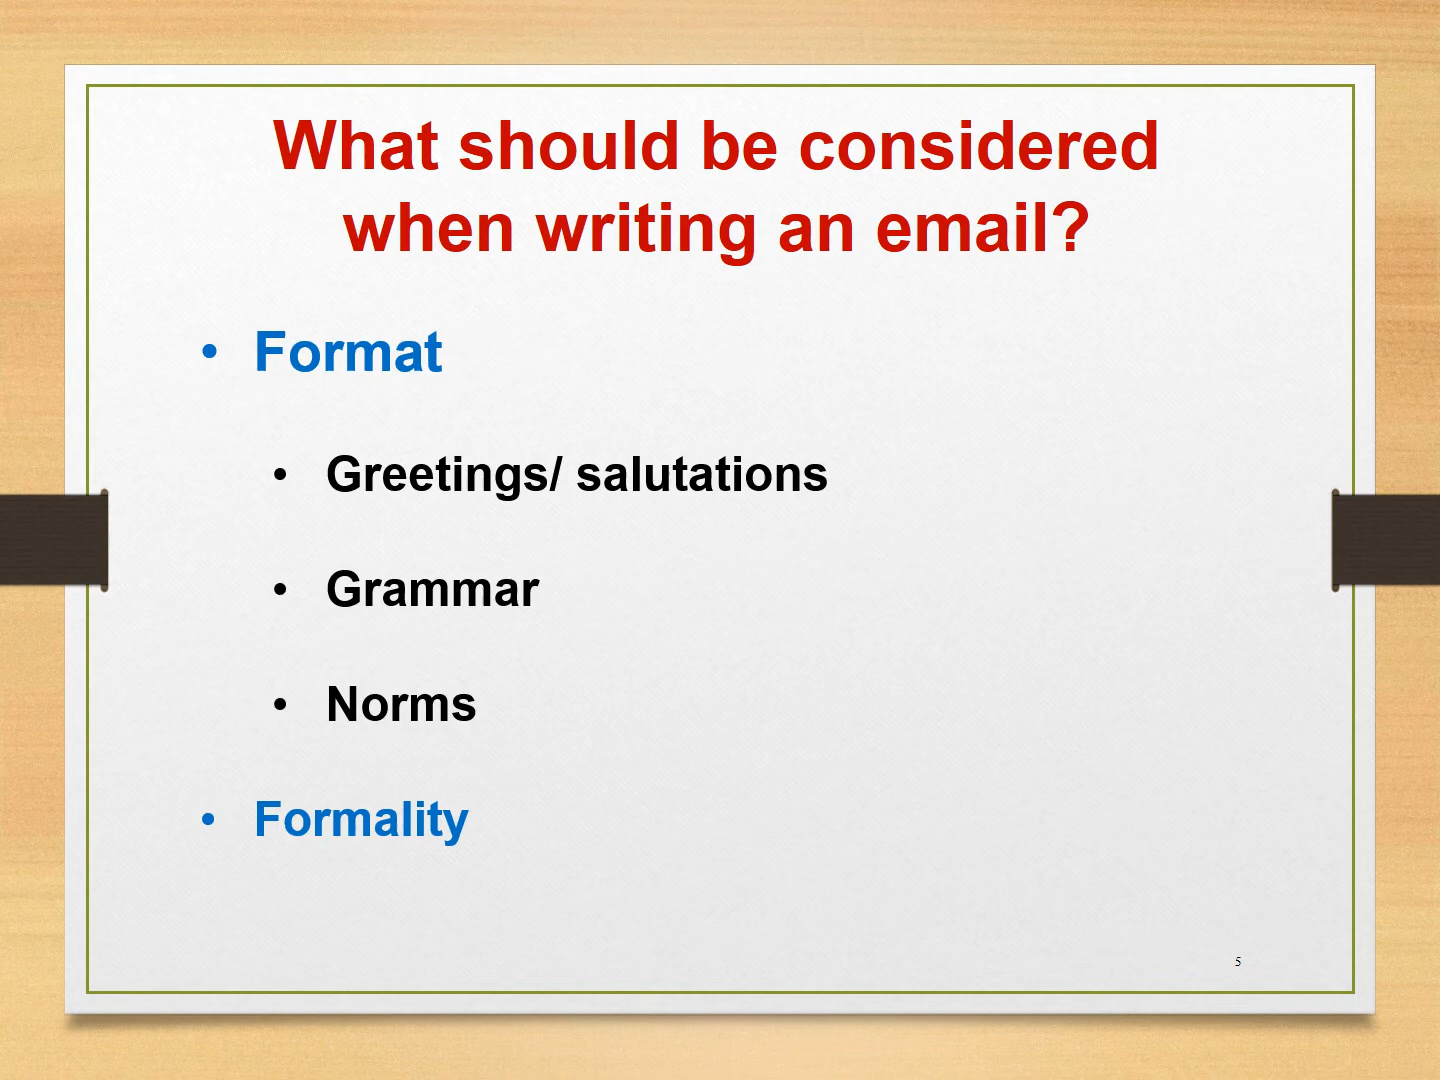 What should be considered
when writing an email?
• Format
• Greetings/ salutations
• Grammar
• Norms
• Formality
5